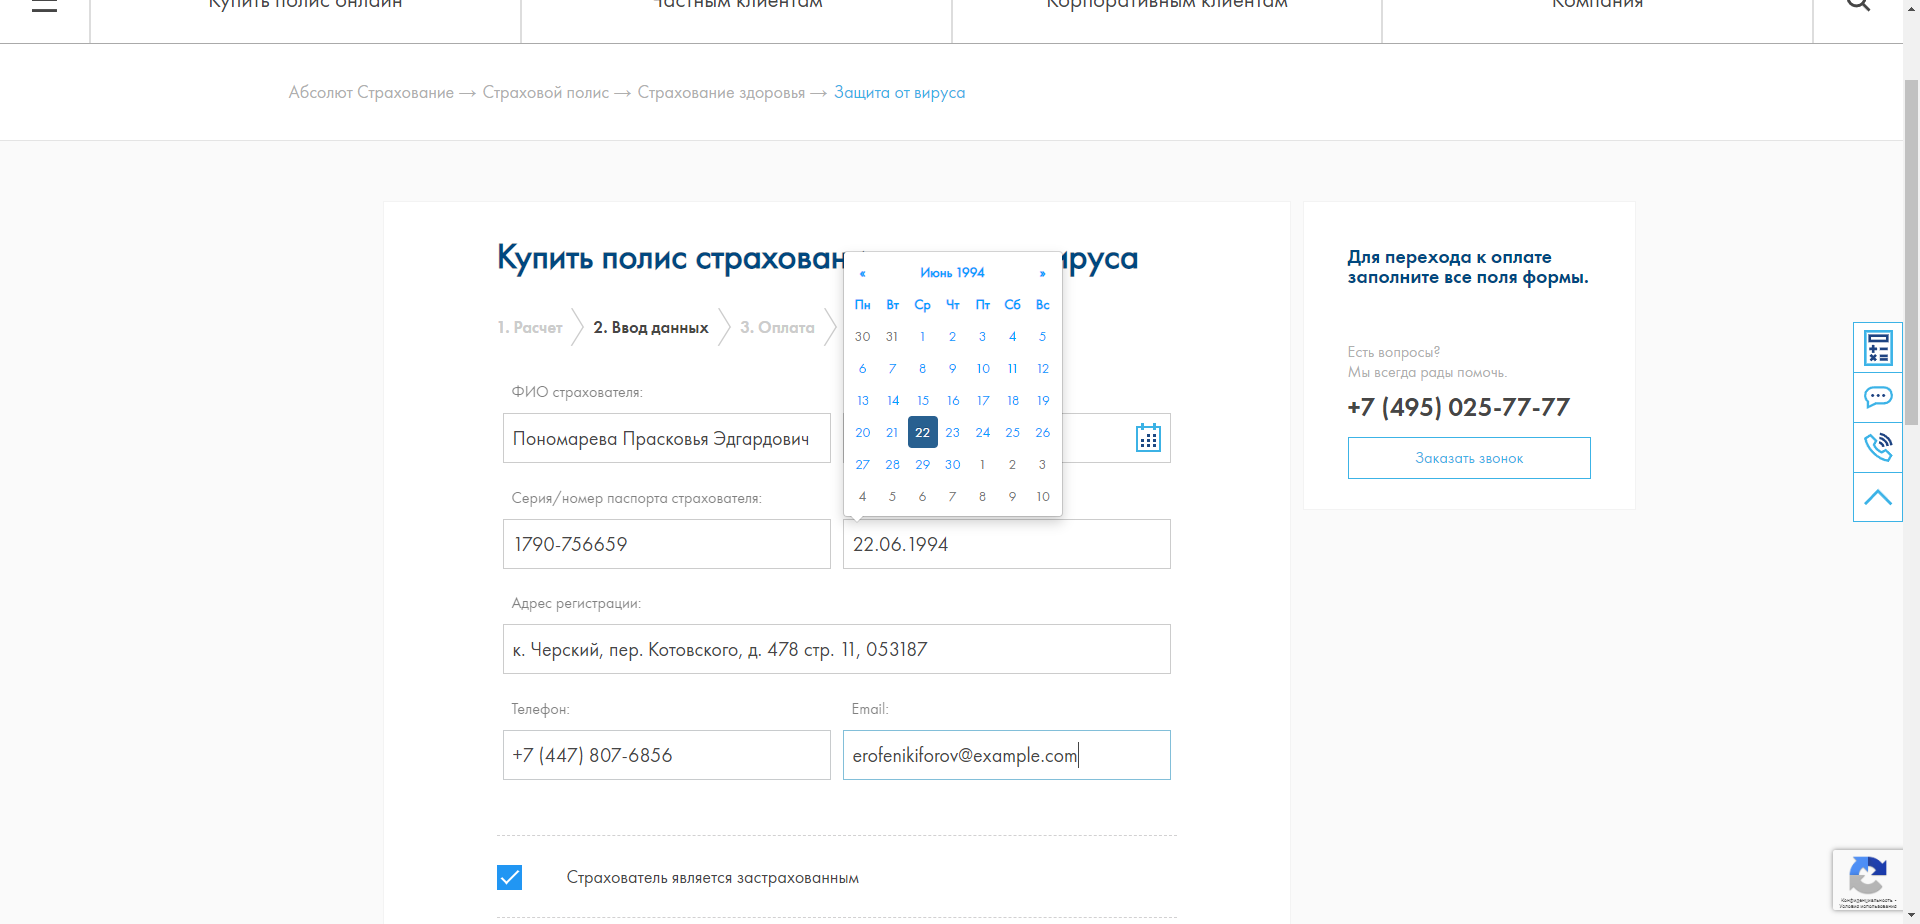 Купить полис онлайн
Частным клиентам
Корпоративным клиентам
Компания
Абсолют Страхование → Страховой полис → Страхование здоровья → Защита от вируса
Купить полис страхован
ируса
1. Расчет
2. Ввод данных
3. Оплата
« Июнь 1994 »
Пн Вт Ср Чт Пт Сб Вс
30 31 1 2 3 4 5
6 7 8 9 10 11 12
13 14 15 16 17 18 19
20 21 22 23 24 25 26
27 28 29 30 1 2 3
4 5 6 7 8 9 10
ФИО страхователя:
Пономарева Прасковья Эдгардович
Серия/номер паспорта страхователя:
1790-756659
22.06.1994
Адрес регистрации:
к. Черский, пер. Котовского, д. 478 стр. 11, 053187
Телефон:
Email:
+7 (447) 807-6856
erofenikiforov@example.com
Страхователь является застрахованным
Для перехода к оплате
заполните все поля формы.
Есть вопросы?
Мы всегда рады помочь.
+7 (495) 025-77-77
Заказать звонок
Конфиденциальность -
Условия использования